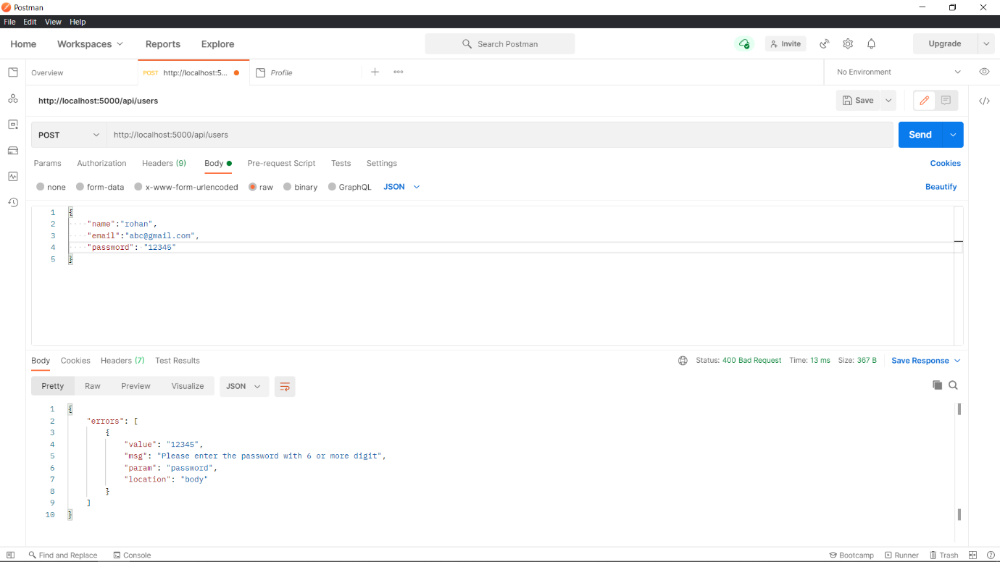 Postman
File Edit View Help
Home Workspaces Reports Explore Search Postman Invite Upgrade
Overview POST http://localhost:5... Profile No Environment
http://localhost:5000/api/users Save
POST http://localhost:5000/api/users Send
Params Authorization Headers (9) Body Pre-request Script Tests Settings Cookies
none form-data x-www-form-urlencoded raw binary GraphQL JSON Beautify
1 {
2 "name":"rohan",
3 "email":"abc@gmail.com",
4 "password": "12345"
5 }
Body Cookies Headers (7) Test Results Status: 400 Bad Request Time: 13 ms Size: 367 B Save Response
Pretty Raw Preview Visualize JSON
1 {
2 "errors": [
3 {
4 "value": "12345",
5 "msg": "Please enter the password with 6 or more digit",
6 "param": "password",
7 "location": "body"
8 }
9 ]
10 }
Find and Replace Console Bootcamp Runner Trash